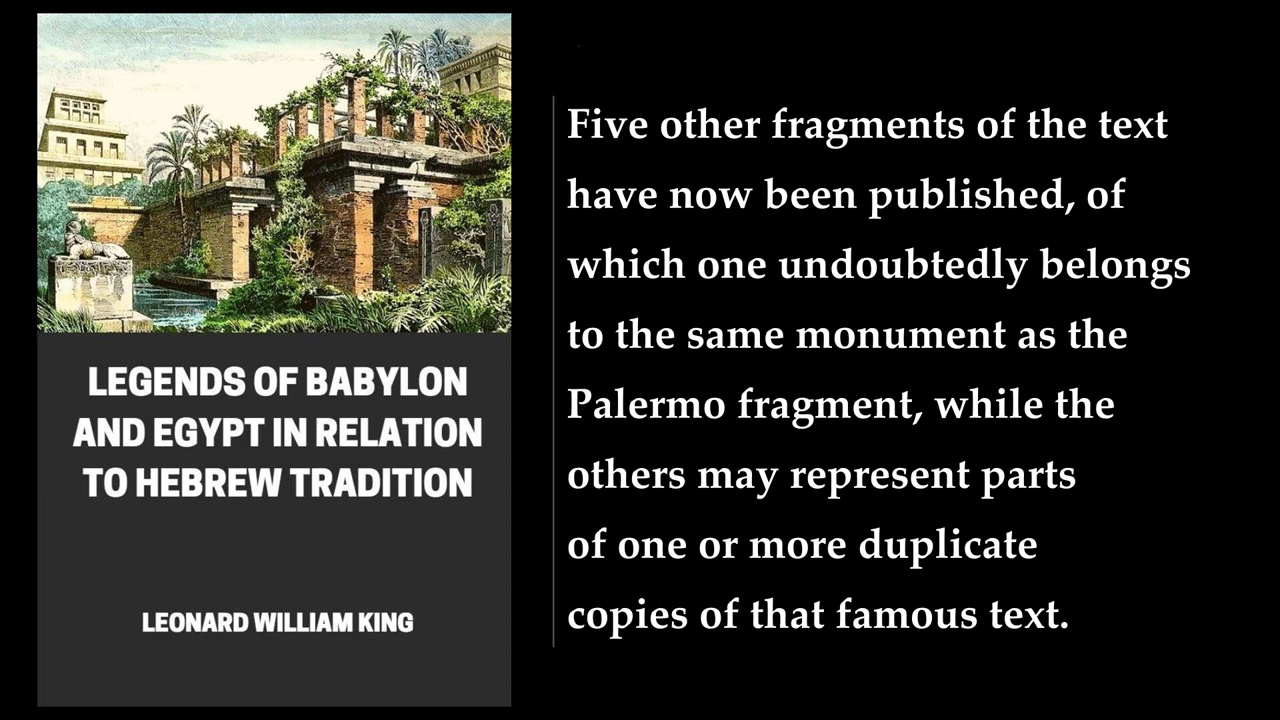 LEGENDS OF BABYLON
AND EGYPT IN RELATION
TO HEBREW TRADITION
LEONARD WILLIAM KING
Five other fragments of the text
have now been published, of
which one undoubtedly belongs
to the same monument as the
Palermo fragment, while the
others may represent parts
of one or more duplicate
copies of that famous text.